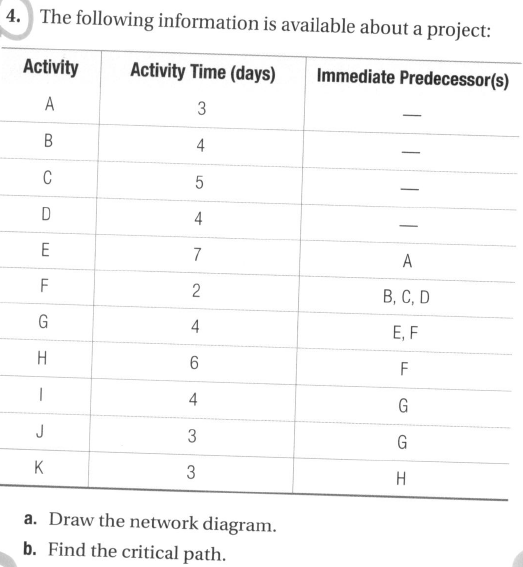 4. The following information is available about a project:
Activity Activity Time (days) Immediate Predecessor(s)
A 3 —
B 4 —
C 5 —
D 4 —
E 7 A
F 2 B, C, D
G 4 E, F
H 6 F
I 4 G
J 3 G
K 3 H
a. Draw the network diagram.
b. Find the critical path.